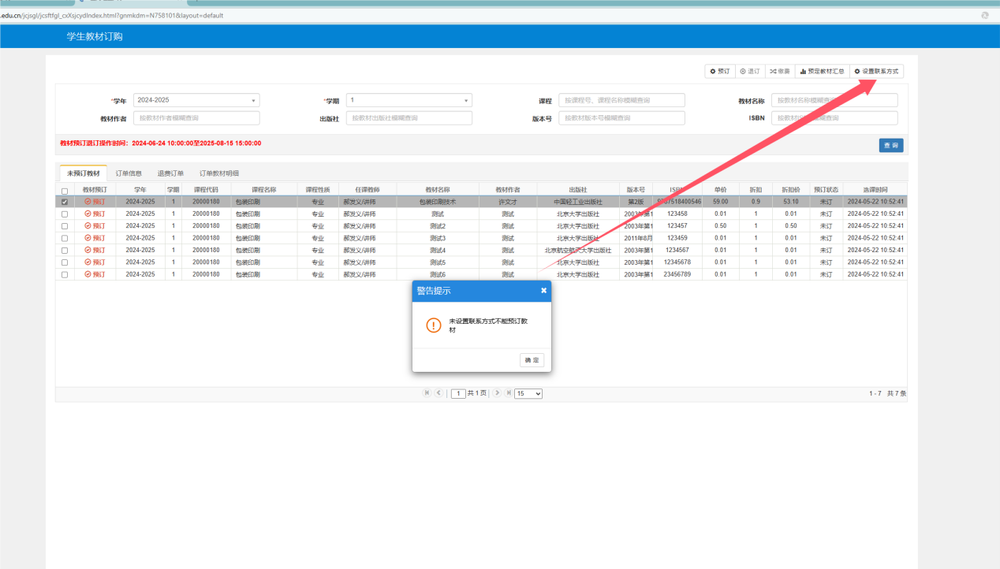 .edu.cn/jcjsgl/jcsftfgl_cxXsjcydIndex.html?gnmkdm=N758101&layout=default
学生教材订购
预订 退订 收费 预定教材汇总 设置联系方式
*学年 2024-2025 *学期 1 课程 按课程号、课程名称模糊查询 教材名称 按教材名称模糊查询
教材作者 按教材作者模糊查询 出版社 按教材出版社模糊查询 版本号 按教材版本号模糊查询 ISBN
教材预订退订操作时间：2024-06-24 10:00:00至2025-08-15 15:00:00
查 询
未预订教材 订单信息 退费订单 订单教材明细
教材预订 学年 学期 课程代码 课程名称 课程性质 任课教师 教材名称 教材作者 出版社 版本号 ISBN 单价 折扣 折扣价 预订状态 选课时间
预订 2024-2025 1 20000180 包装印刷 专业 郝发义/讲师 包装印刷技术 许文才 中国轻工业出版社 第2版 9787518400546 59.00 0.9 53.10 未订 2024-05-22 10:52:41
预订 2024-2025 1 20000180 包装印刷 专业 郝发义/讲师 测试 测试 北京大学出版社 2003年第1 123458 0.01 1 0.01 未订 2024-05-22 10:52:41
预订 2024-2025 1 20000180 包装印刷 专业 郝发义/讲师 测试2 测试 北京大学出版社 2003年第1 123457 0.50 1 0.50 未订 2024-05-22 10:52:41
预订 2024-2025 1 20000180 包装印刷 专业 郝发义/讲师 测试3 测试 北京大学出版社 2011年8月 123459 0.01 1 0.01 未订 2024-05-22 10:52:41
预订 2024-2025 1 20000180 包装印刷 专业 郝发义/讲师 测试4 测试 北京航空航天大学出版社 2003年第1 1234567 0.01 1 0.01 未订 2024-05-22 10:52:41
预订 2024-2025 1 20000180 包装印刷 专业 郝发义/讲师 测试5 测试 北京大学出版社 2003年第1 12345678 0.01 1 0.01 未订 2024-05-22 10:52:41
预订 2024-2025 1 20000180 包装印刷 专业 郝发义/讲师 测试6 测试 北京大学出版社 2003年第1 23456789 0.01 1 0.01 未订 2024-05-22 10:52:41
警告提示
未设置联系方式不能预订教
材
确 定
1 共 1 页 15 1 - 7 共 7 条